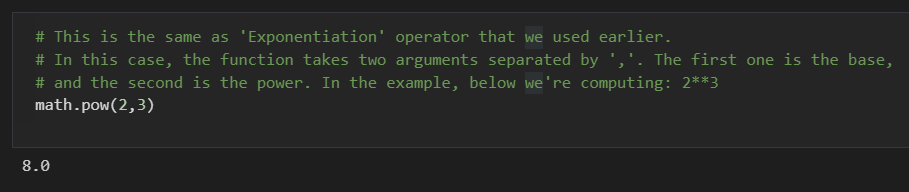 # This is the same as 'Exponentiation' operator that we used earlier.
# In this case, the function takes two arguments separated by ','. The first one is the base,
# and the second is the power. In the example, below we're computing: 2**3
math.pow(2,3)
8.0